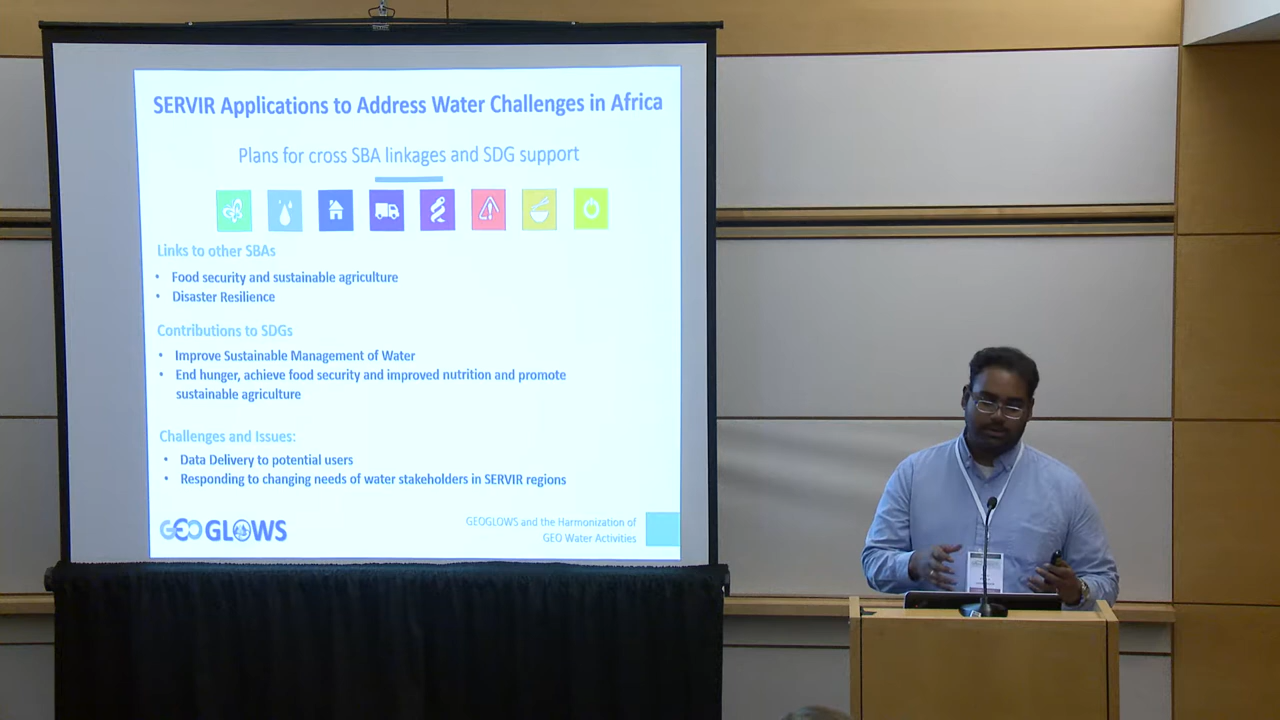 SERVIR Applications to Address Water Challenges in Africa
Plans for cross SBA linkages and SDG support
Links to other SBAs
• Food security and sustainable agriculture
• Disaster Resilience
Contributions to SDGs
• Improve Sustainable Management of Water
• End hunger, achieve food security and improved nutrition and promote
sustainable agriculture
Challenges and Issues:
• Data Delivery to potential users
• Responding to changing needs of water stakeholders in SERVIR regions
GEOGLOWS
GEOGLOWS and the Harmonization of
GEO Water Activities